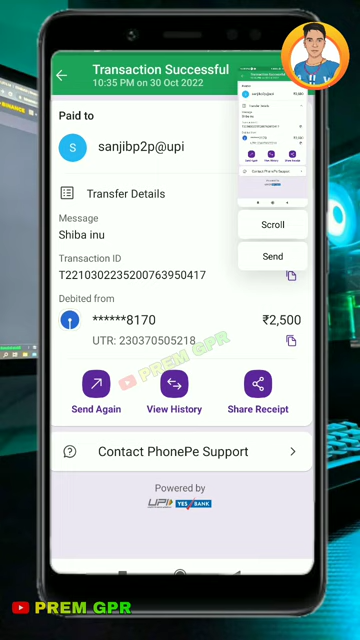 Transaction Successful
10:35 PM on 30 Oct 2022
Paid to
S
sanjibp2p@upi
Transfer Details
Message
Shiba inu
Transaction ID
T2210302235200763950417
Debited from
******8170
₹2,500
UTR: 230370505218
Send Again
View History
Share Receipt
Contact PhonePe Support
Powered by
UPI
YES BANK
Scroll
Send
PREM GPR
PREM GPR
BINANCE